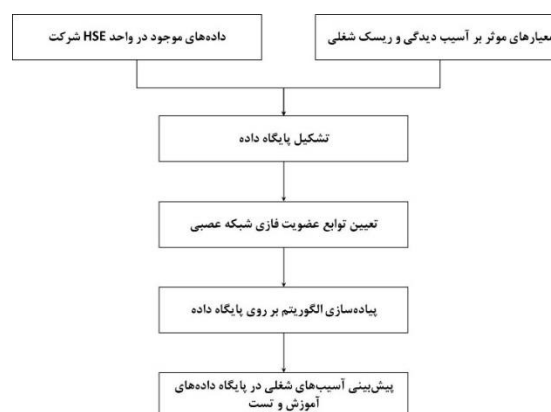 معیارهای موثر بر آسیب دیدگی و ریسک شغلی
داده‌های موجود در واحد HSE شرکت
تشکیل پایگاه داده
تعیین توابع عضویت فازی شبکه عصبی
پیاده‌سازی الگوریتم بر روی پایگاه داده
پیش‌بینی آسیب‌های شغلی در پایگاه داده‌های
آموزش و تست